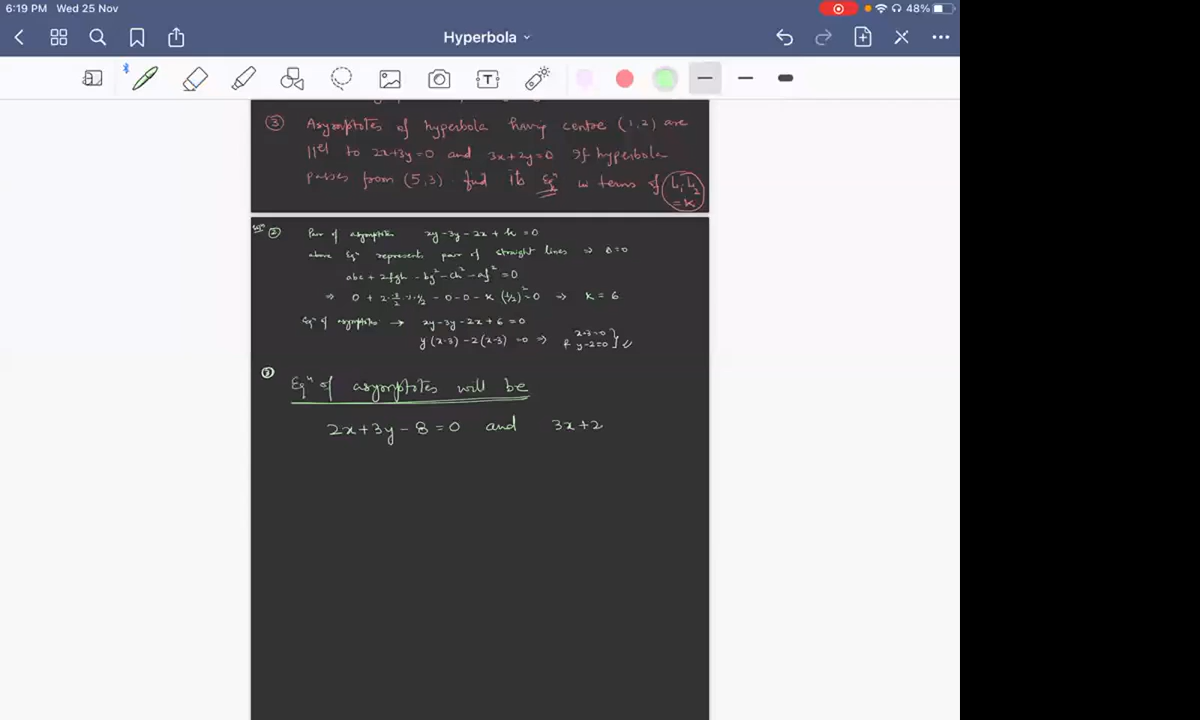 6:19 PM Wed 25 Nov
48%
Hyperbola
③ Asymptotes of hyperbola having centre (1,2) are
||el to 2x+3y=0 and 3x+2y=0 If hyperbola
passes from (5,3). find its Eqn in terms of L₁L₂
=K
② Pair of asymptotes xy-3y-2x+k=0
above Eqn represents pair of straight lines ⇒ Δ=0
abc + 2fgh - bg² - ch² - af² = 0
⇒ 0 + 2·3/2·1·1/2 - 0 - 0 - K (1/2)² = 0 ⇒ K = 6
Eqn of asymptotes → xy-3y-2x+6=0
y(x-3)-2(x-3)=0 ⇒ x-3=0
y-2=0
③ Eqn of asymptotes will be
2x+3y-8=0 and 3x+2